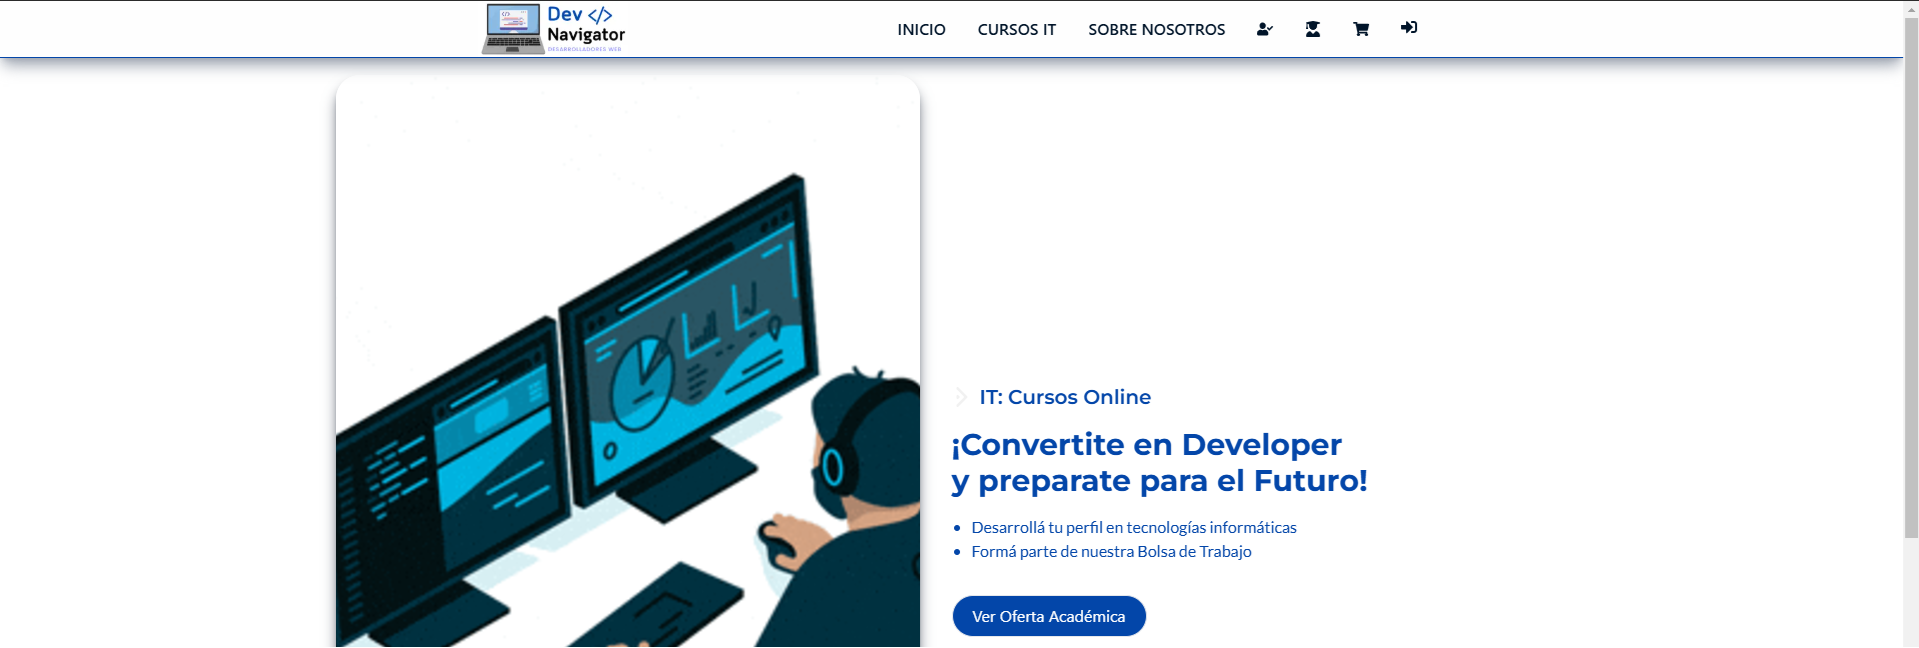 Dev </>
Navigator
DESARROLLADORES WEB
INICIO
CURSOS IT
SOBRE NOSOTROS
IT: Cursos Online
¡Convertite en Developer
y preparate para el Futuro!
Desarrollá tu perfil en tecnologías informáticas
Formá parte de nuestra Bolsa de Trabajo
Ver Oferta Académica